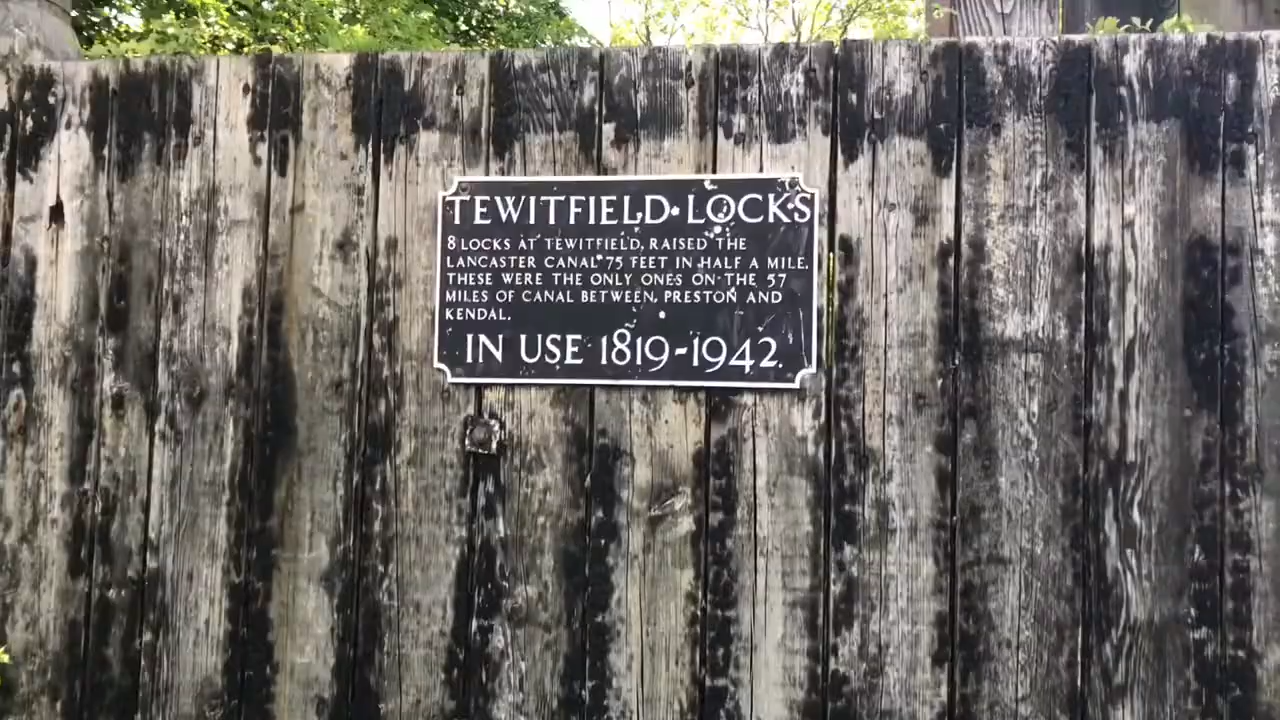 TEWITFIELD·LOCKS
8 LOCKS AT TEWITFIELD, RAISED THE
LANCASTER CANAL 75 FEET IN HALF A MILE.
THESE WERE THE ONLY ONES ON THE 57
MILES OF CANAL BETWEEN, PRESTON AND
KENDAL.
IN USE 1819-1942.